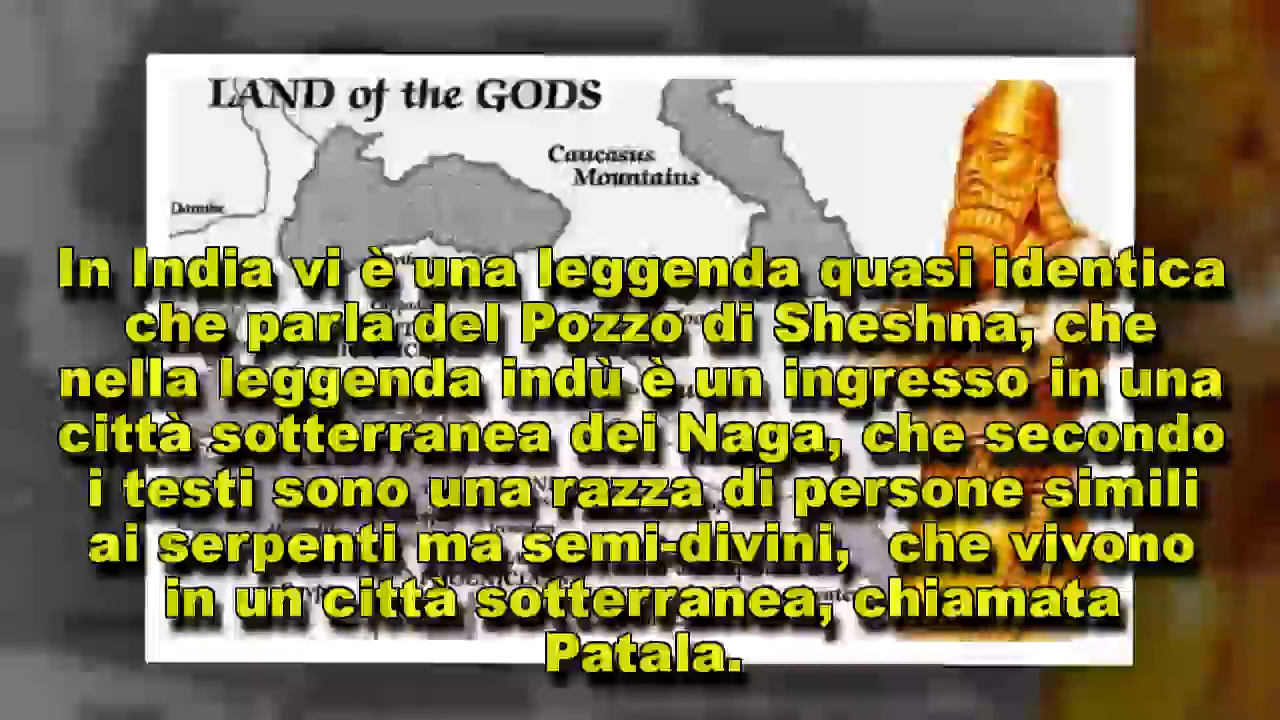 LAND of the GODS
Caucasus
Mountains
Danube
In India vi è una leggenda quasi identica
che parla del Pozzo di Sheshna, che
nella leggenda indù è un ingresso in una
città sotterranea dei Naga, che secondo
i testi sono una razza di persone simili
ai serpenti ma semi-divini, che vivono
in un città sotterranea, chiamata
Patala.